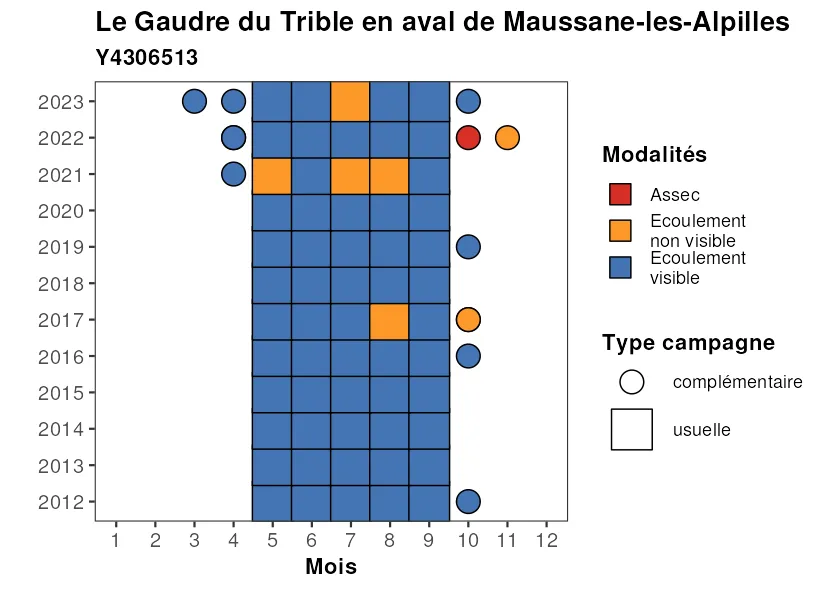 Le Gaudre du Trible en aval de Maussane-les-Alpilles
Y4306513
2023
2022
2021
2020
2019
2018
2017
2016
2015
2014
2013
2012
1 2 3 4 5 6 7 8 9 10 11 12
Mois
Modalités
Assec
Ecoulement
non visible
Ecoulement
visible
Type campagne
complémentaire
usuelle